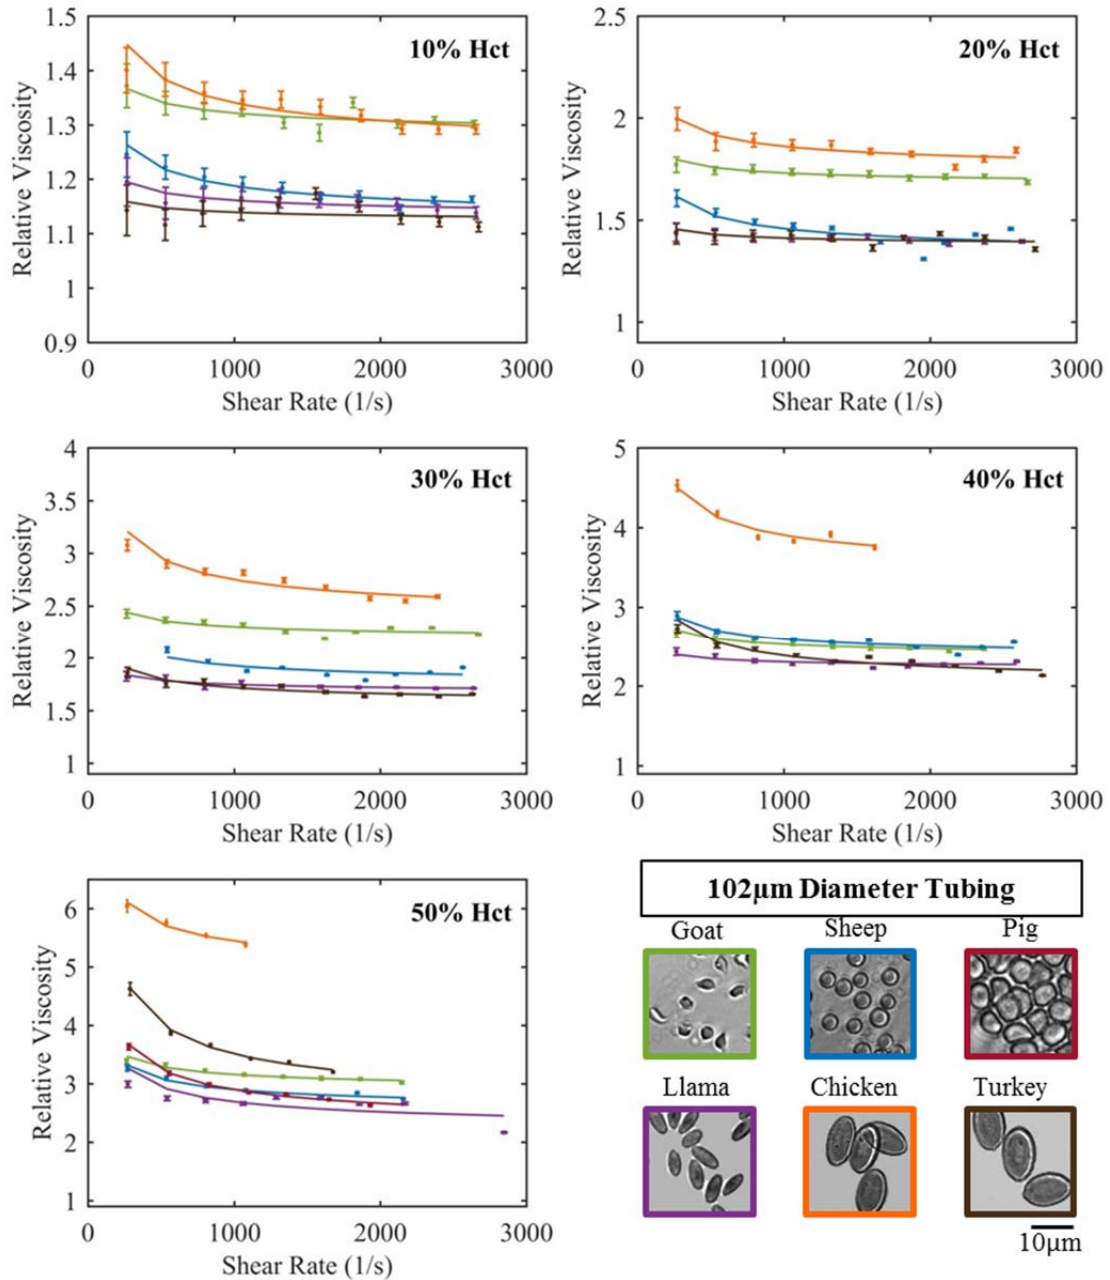 10% Hct
1.5
1.4
1.3
1.2
1.1
1
0.9
Relative Viscosity
0 1000 2000 3000
Shear Rate (1/s)
20% Hct
2.5
2
1.5
1
Relative Viscosity
0 1000 2000 3000
Shear Rate (1/s)
30% Hct
4
3.5
3
2.5
2
1.5
1
Relative Viscosity
0 1000 2000 3000
Shear Rate (1/s)
40% Hct
5
4
3
2
1
Relative Viscosity
0 1000 2000 3000
Shear Rate (1/s)
50% Hct
6
5
4
3
2
1
Relative Viscosity
0 1000 2000 3000
Shear Rate (1/s)
102µm Diameter Tubing
Goat Sheep Pig
Llama Chicken Turkey
10µm